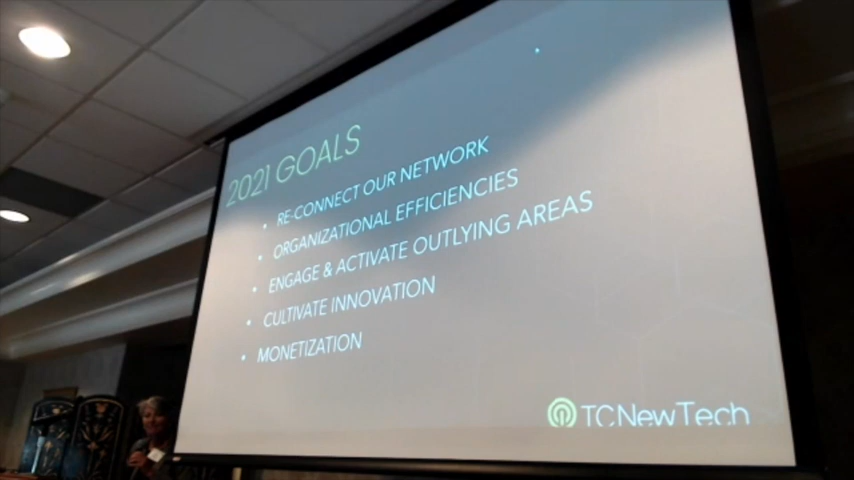 2021 GOALS
• RE-CONNECT OUR NETWORK
• ORGANIZATIONAL EFFICIENCIES
• ENGAGE & ACTIVATE OUTLYING AREAS
• CULTIVATE INNOVATION
• MONETIZATION
TCNewTech